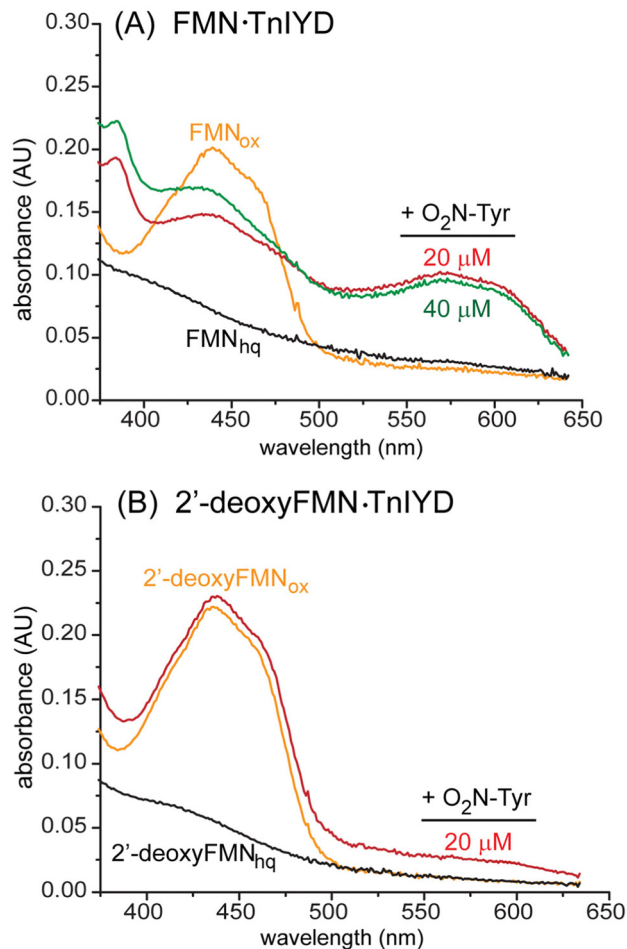 (A) FMN·TnIYD
0.30
0.25
0.20
0.15
0.10
0.05
0.00
absorbance (AU)
FMNox
FMNhq
+ O2N-Tyr
20 μM
40 μM
400 450 500 550 600 650
wavelength (nm)
(B) 2'-deoxyFMN·TnIYD
0.30
0.25
0.20
0.15
0.10
0.05
0.00
absorbance (AU)
2'-deoxyFMNox
2'-deoxyFMNhq
+ O2N-Tyr
20 μM
400 450 500 550 600 650
wavelength (nm)